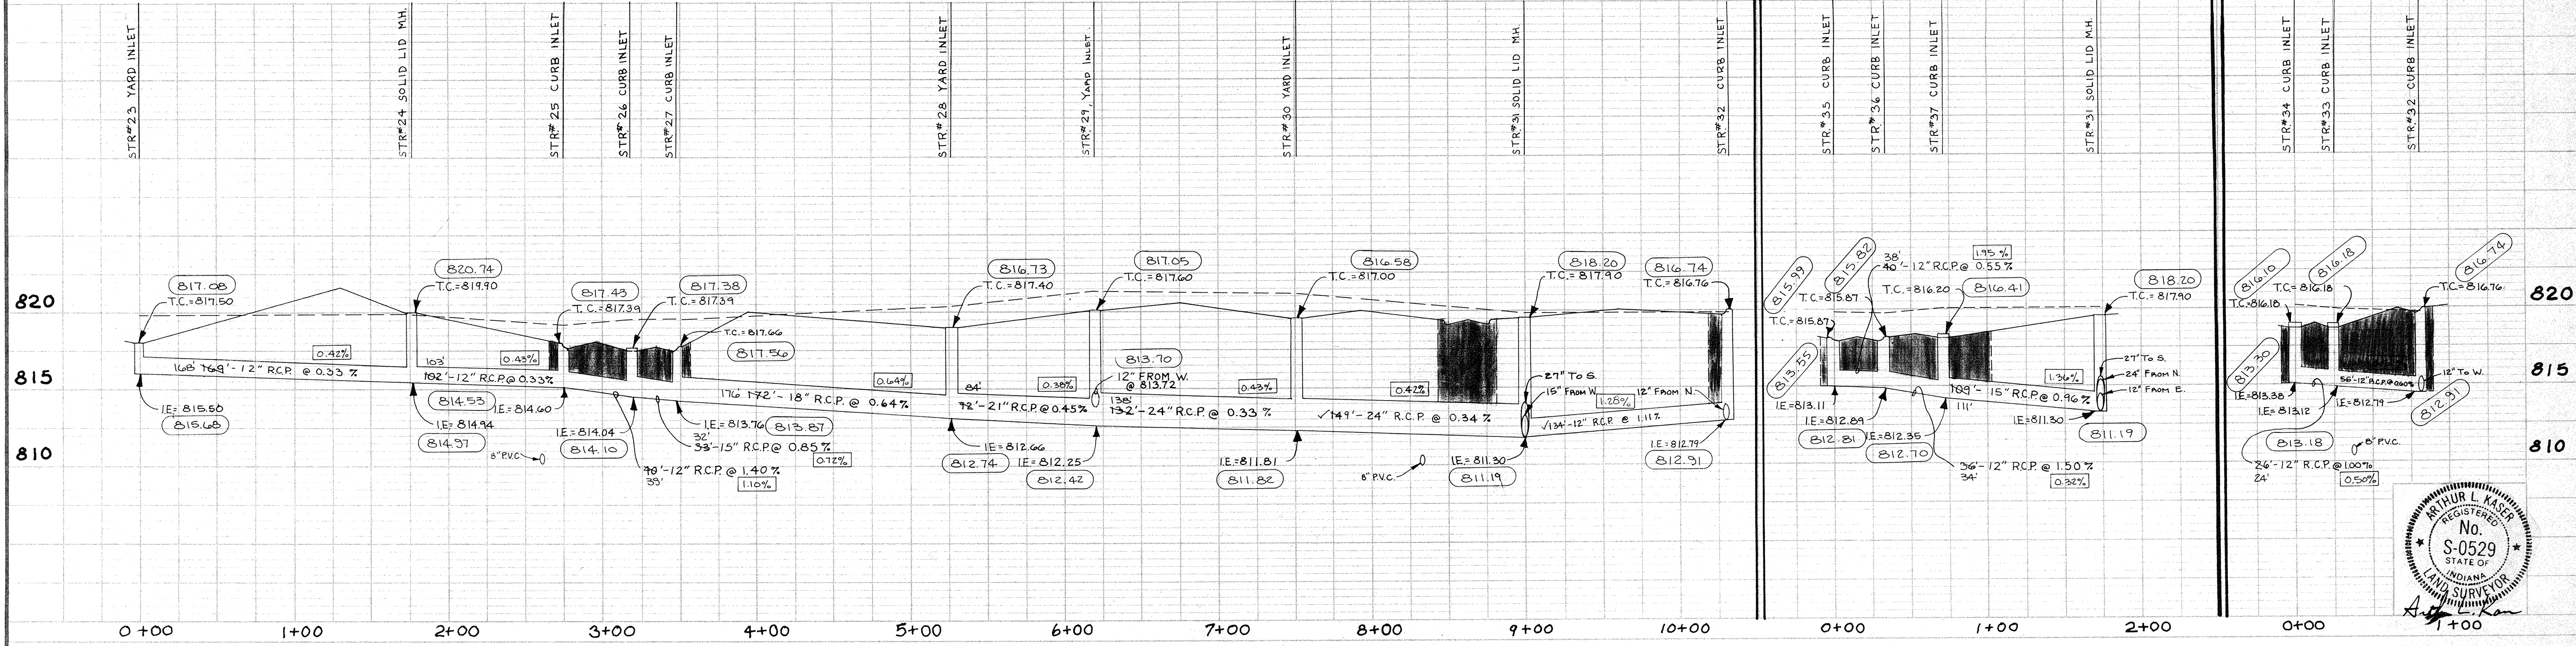 STR.#23 YARD INLET
STR.#24 SOLID LID M.H.
STR.#25 CURB INLET
STR.#26 CURB INLET
STR.#27 CURB INLET
STR.#28 YARD INLET
STR.#29, YARD INLET
STR.#30 YARD INLET
STR.#31 SOLID LID M.H.
STR.#32 CURB INLET
STR.#35 CURB INLET
STR.#36 CURB INLET
STR.#37 CURB INLET
STR.#31 SOLID LID M.H.
STR.#34 CURB INLET
STR.#33 CURB INLET
STR.#32 CURB INLET
820
815
810
817.08
T.C.=817.50
820.74
T.C.=819.90
817.43
T.C.=817.39
817.38
T.C.=817.39
T.C.=817.66
817.56
816.73
T.C.=817.40
817.05
T.C.=817.60
816.58
T.C.=817.00
818.20
T.C.=817.90
816.74
T.C.=816.76
0.42%
168' 169'-12" R.C.P. @ 0.33 %
103'
0.43%
102'-12" R.C.P. @ 0.33%
0.64%
176' 172'-18" R.C.P. @ 0.64%
84'
0.38%
92'-21" R.C.P. @ 0.45%
813.70
12" FROM W.
@ 813.72
138'
0.43%
132'-24" R.C.P. @ 0.33 %
0.42%
√149'-24" R.C.P. @ 0.34 %
27" TO S.
15" FROM W.
12" FROM N.
1.28%
√134'-12" R.C.P. @ 1.11%
I.E.=815.50
815.68
814.53
I.E.=814.94
814.97
I.E.=814.60
I.E.=814.04
814.10
8" P.V.C.
I.E.=813.76
813.87
32'
33'-15" R.C.P. @ 0.85%
0.72%
40'-12" R.C.P. @ 1.40%
39'
1.10%
I.E.=812.66
812.74
I.E.=812.25
812.42
I.E.=811.81
811.82
8" P.V.C.
I.E.=811.30
811.19
I.E.=812.79
812.91
815.99
T.C.=815.87
815.82
T.C.=815.87
38'
40'-12" R.C.P. @ 0.55%
1.95%
T.C.=816.20
816.41
818.20
T.C.=817.90
813.55
I.E.=813.11
I.E.=812.89
812.81
I.E.=812.35
812.70
1.36%
109'-15" R.C.P. @ 0.96%
111'
27" TO S.
24" FROM N.
12" FROM E.
I.E.=811.30
811.19
36'-12" R.C.P. @ 1.50%
34'
0.32%
816.10
T.C.=816.18
816.18
T.C.=816.18
816.74
T.C.=816.76
813.30
I.E.=813.38
I.E.=813.12
813.18
56'-12" R.C.P. @ 0.60%
12" TO W.
I.E.=812.79
812.91
8" P.V.C.
26'-12" R.C.P. @ 1.00%
24'
0.50%
820
815
810
ARTHUR L. KASER
REGISTERED
No.
S-0529
STATE OF
INDIANA
LAND SURVEYOR
0+00 1+00 2+00 3+00 4+00 5+00 6+00 7+00 8+00 9+00 10+00 0+00 1+00 2+00 0+00 1+00